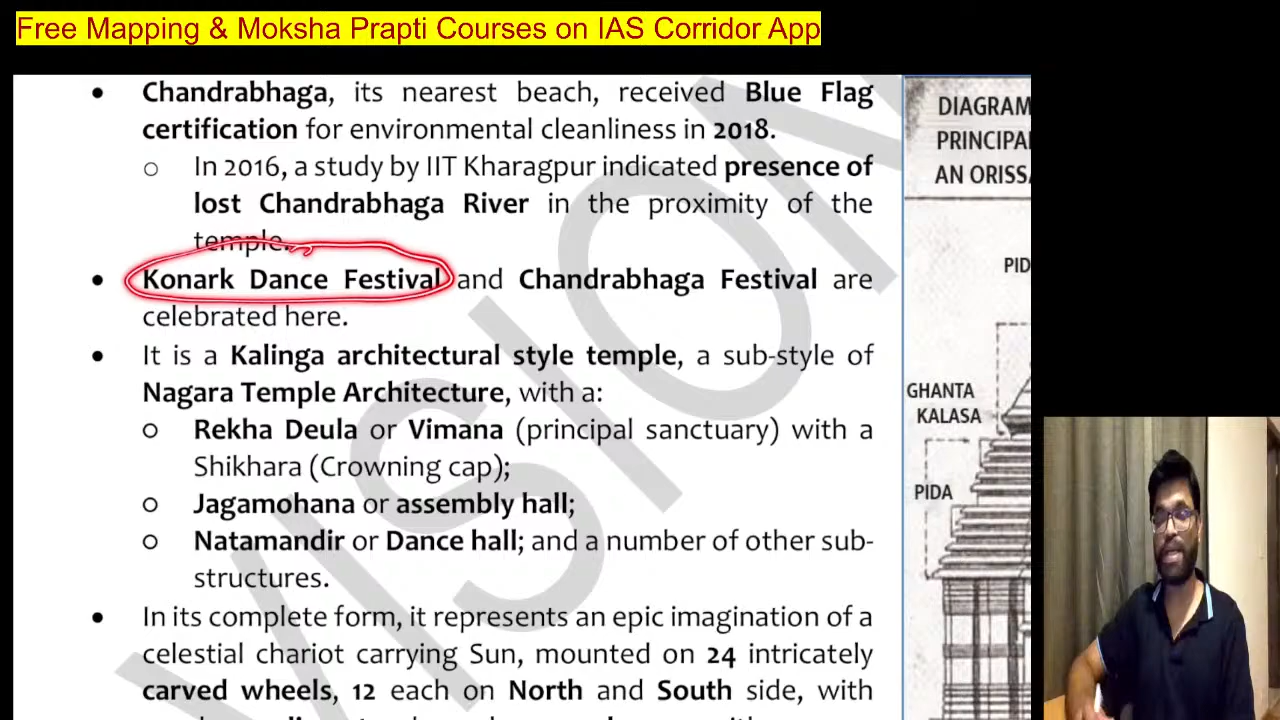 Free Mapping & Moksha Prapti Courses on IAS Corridor App
• Chandrabhaga, its nearest beach, received Blue Flag
certification for environmental cleanliness in 2018.
o In 2016, a study by IIT Kharagpur indicated presence of
lost Chandrabhaga River in the proximity of the
temple.
• Konark Dance Festival and Chandrabhaga Festival are
celebrated here.
• It is a Kalinga architectural style temple, a sub-style of
Nagara Temple Architecture, with a:
o Rekha Deula or Vimana (principal sanctuary) with a
Shikhara (Crowning cap);
o Jagamohana or assembly hall;
o Natamandir or Dance hall; and a number of other sub-
structures.
• In its complete form, it represents an epic imagination of a
celestial chariot carrying Sun, mounted on 24 intricately
carved wheels, 12 each on North and South side, with
DIAGRAM
PRINCIPA
AN ORISSA
PID
GHANTA
KALASA
PIDA
VISION